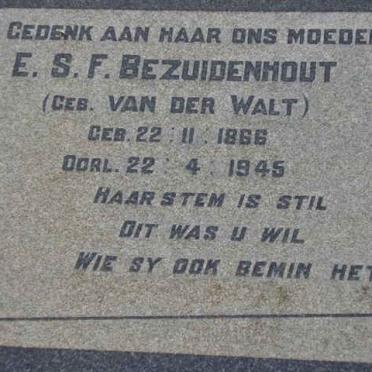 GEDENK AAN HAAR ONS MOEDER
E. S. F. BEZUIDENHOUT
(GEB. VAN DER WALT)
GEB. 22 : 11 : 1866
OORL. 22 : 4 : 1945
HAAR STEM IS STIL
DIT WAS U WIL
WIE SY OOK BEMIN HET